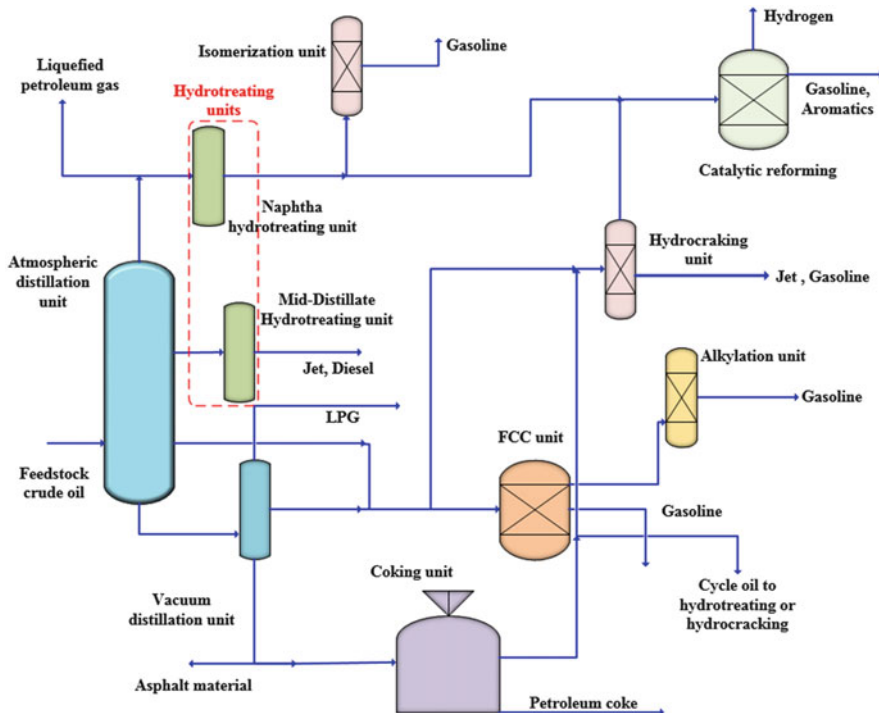 Hydrogen
Isomerization unit
Gasoline
Liquefied
petroleum gas
Hydrotreating
units
Gasoline,
Aromatics
Catalytic reforming
Naphtha
hydrotreating unit
Hydrocraking
unit
Atmospheric
distillation
unit
Jet , Gasoline
Mid-Distillate
Hydrotreating unit
Alkylation unit
Jet, Diesel
LPG
Gasoline
FCC unit
Feedstock
crude oil
Gasoline
Coking unit
Cycle oil to
hydrotreating or
hydrocracking
Vacuum
distillation unit
Asphalt material
Petroleum coke